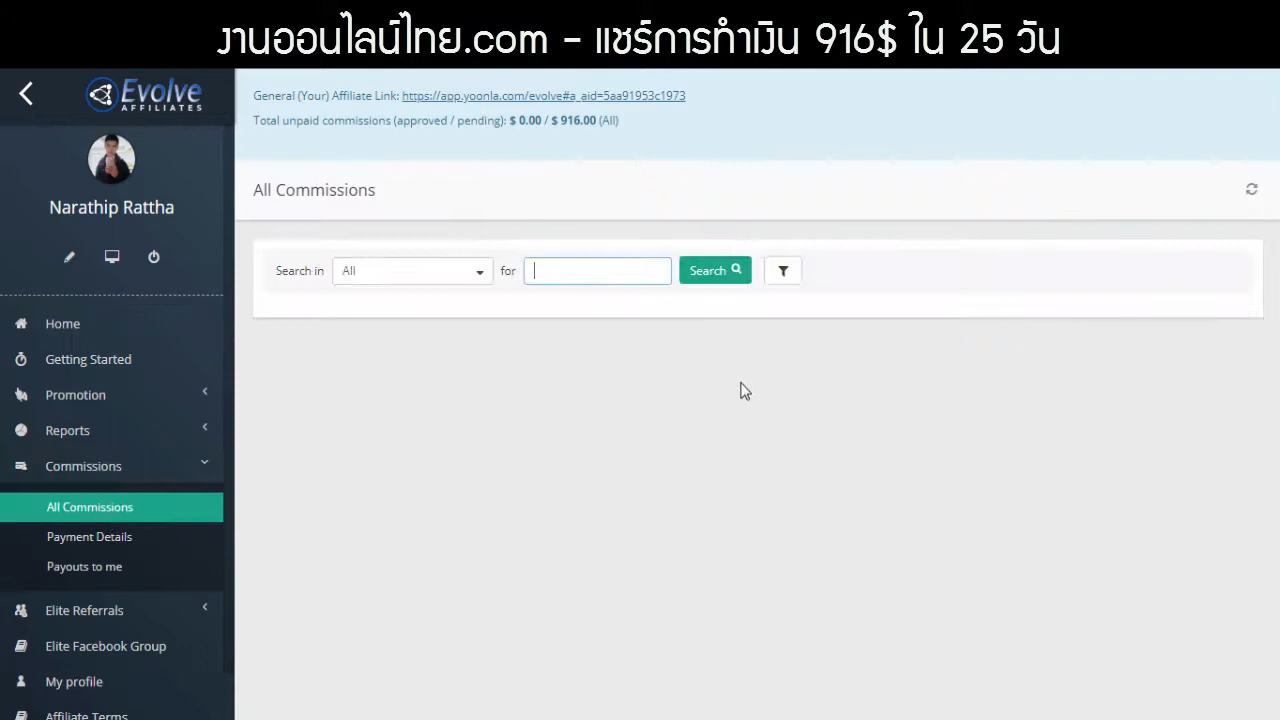 งานออนไลน์ไทย.com - แชร์การทำเงิน 916$ ใน 25 วัน
Evolve
AFFILIATES
Narathip Rattha
Home
Getting Started
Promotion
Reports
Commissions
All Commissions
Payment Details
Payouts to me
Elite Referrals
Elite Facebook Group
My profile
Affiliate Terms
General (Your) Affiliate Link: https://app.yoonla.com/evolve#a_aid=5aa91953c1973
Total unpaid commissions (approved / pending): $ 0.00 / $ 916.00 (All)
All Commissions
Search in All for Search